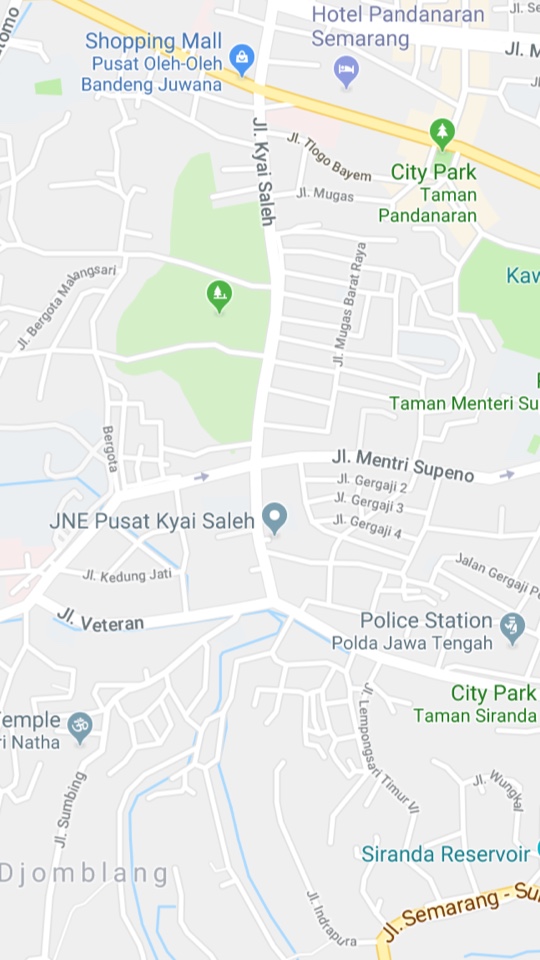 Hotel Pandanaran
Semarang
Shopping Mall
Pusat Oleh-Oleh
Bandeng Juwana
Jl. Kyai Saleh
Jl. Tlogo Bayem
Jl. Mugas
City Park
Taman
Pandanaran
Jl. Mugas Barat Raya
Jl. Bergota Malangsari
Taman Menteri Su
Bergota
Jl. Mentri Supeno
Jl. Gergaji 2
Jl. Gergaji 3
Jl. Gergaji 4
JNE Pusat Kyai Saleh
Jalan Gergaji P
Jl. Kedung Jati
Jl. Veteran
Police Station
Polda Jawa Tengah
City Park
Taman Siranda
Temple
ri Natha
Jl. Lempongsari Timur VI
Jl. Wungkal
Jl. Sumbing
Siranda Reservoir
Djomblang
Jl. Indrapura
Jl. Semarang - Su